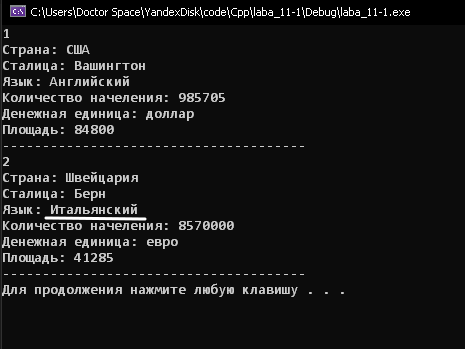 C:\Users\Doctor Space\YandexDisk\code\Cpp\laba_11-1\Debug\laba_11-1.exe
1
Страна: США
Сталица: Вашингтон
Язык: Английский
Количество начеления: 985705
Денежная единица: доллар
Площадь: 84800
--------------------------------------
2
Страна: Швейцария
Сталица: Берн
Язык: Итальянский
Количество начеления: 8570000
Денежная единица: евро
Площадь: 41285
--------------------------------------
Для продолжения нажмите любую клавишу . . .